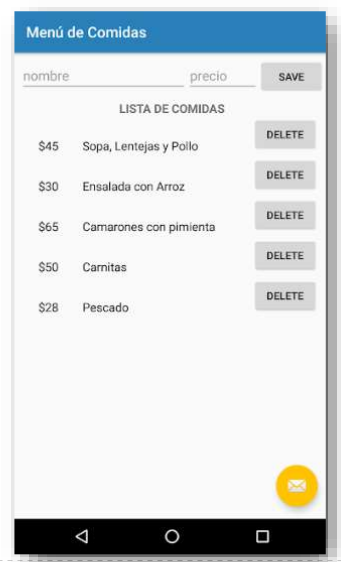 Menú de Comidas
nombre precio SAVE
LISTA DE COMIDAS
$45 Sopa, Lentejas y Pollo DELETE
$30 Ensalada con Arroz DELETE
$65 Camarones con pimienta DELETE
$50 Carnitas DELETE
$28 Pescado DELETE